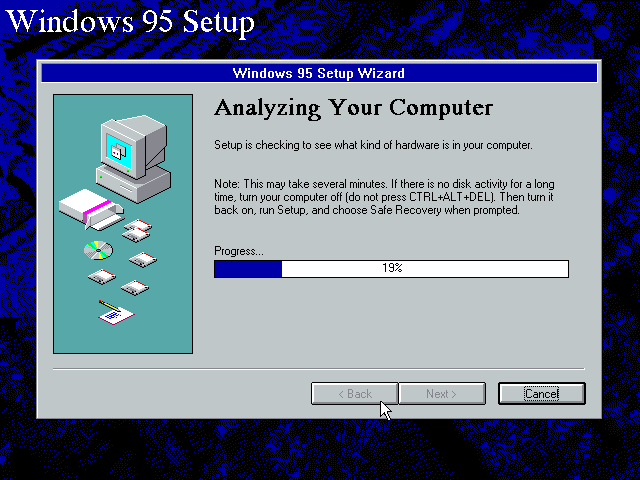 Windows 95 Setup
Windows 95 Setup Wizard
Analyzing Your Computer
Setup is checking to see what kind of hardware is in your computer.
Note: This may take several minutes. If there is no disk activity for a long
time, turn your computer off (do not press CTRL+ALT+DEL). Then turn it
back on, run Setup, and choose Safe Recovery when prompted.
Progress...
19%
< Back
Next >
Cancel